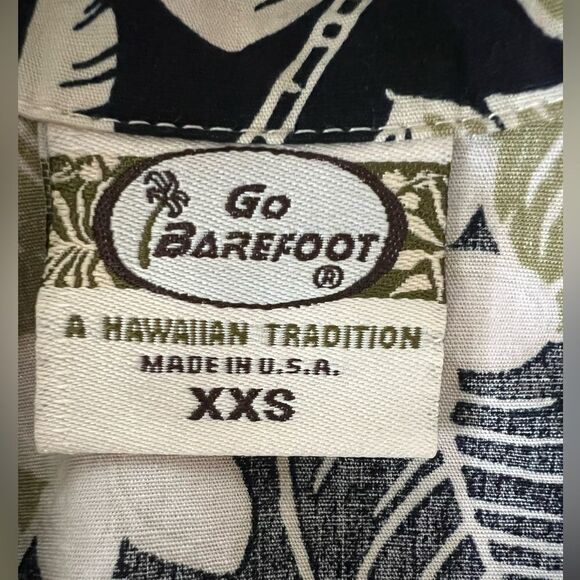 Go
BAREFOOT
®
A HAWAIIAN TRADITION
MADE IN U.S.A.
XXS